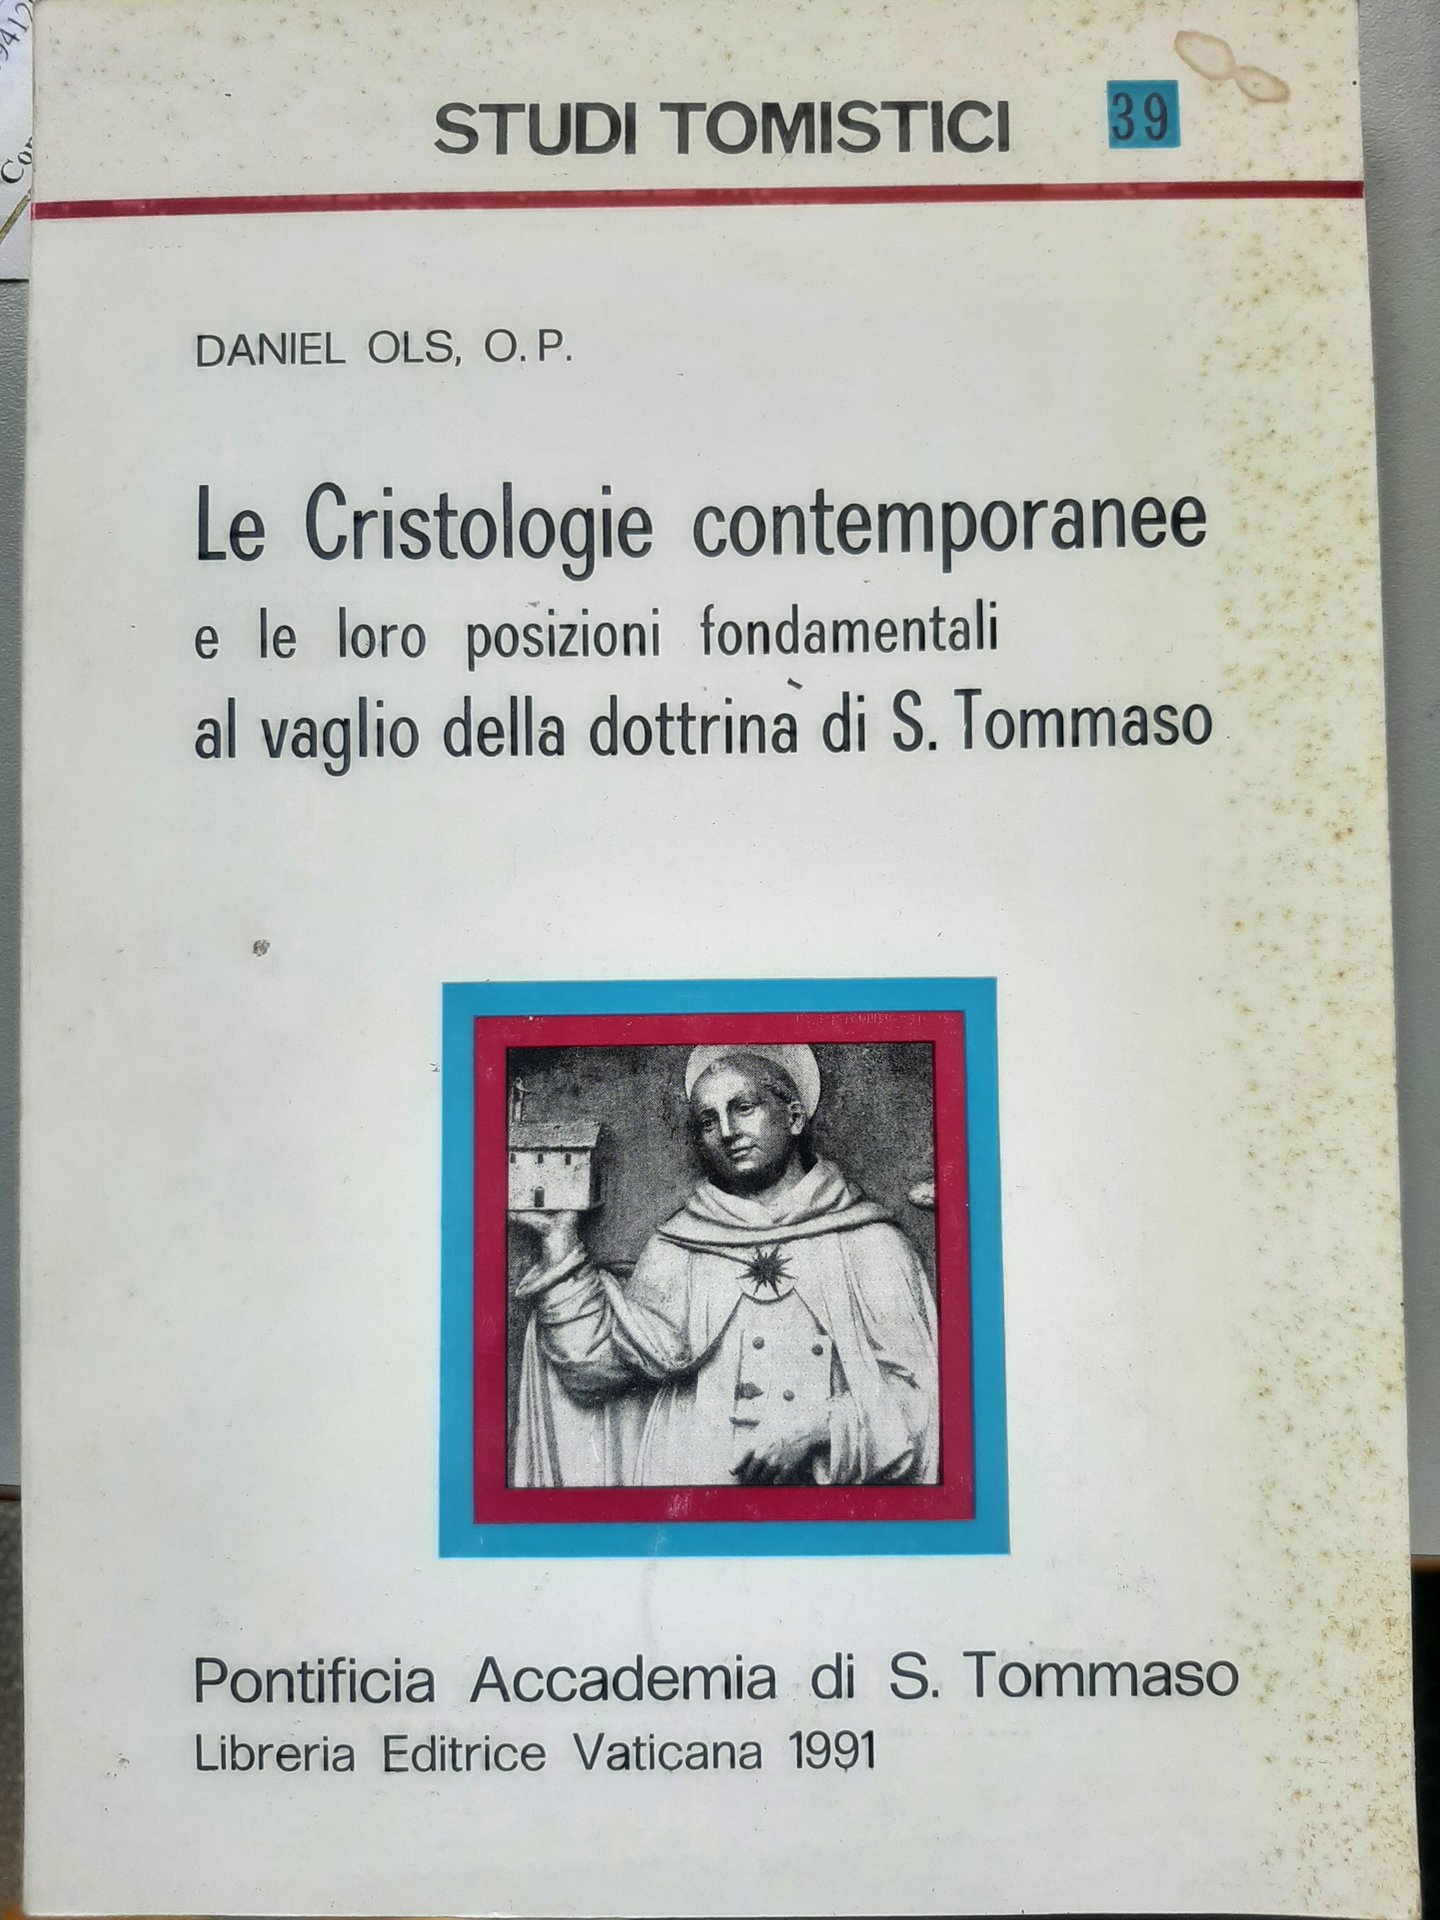 STUDI TOMISTICI 39
DANIEL OLS, O. P.
Le Cristologie contemporanee
e le loro posizioni fondamentali
al vaglio della dottrina di S. Tommaso
Pontificia Accademia di S. Tommaso
Libreria Editrice Vaticana 1991